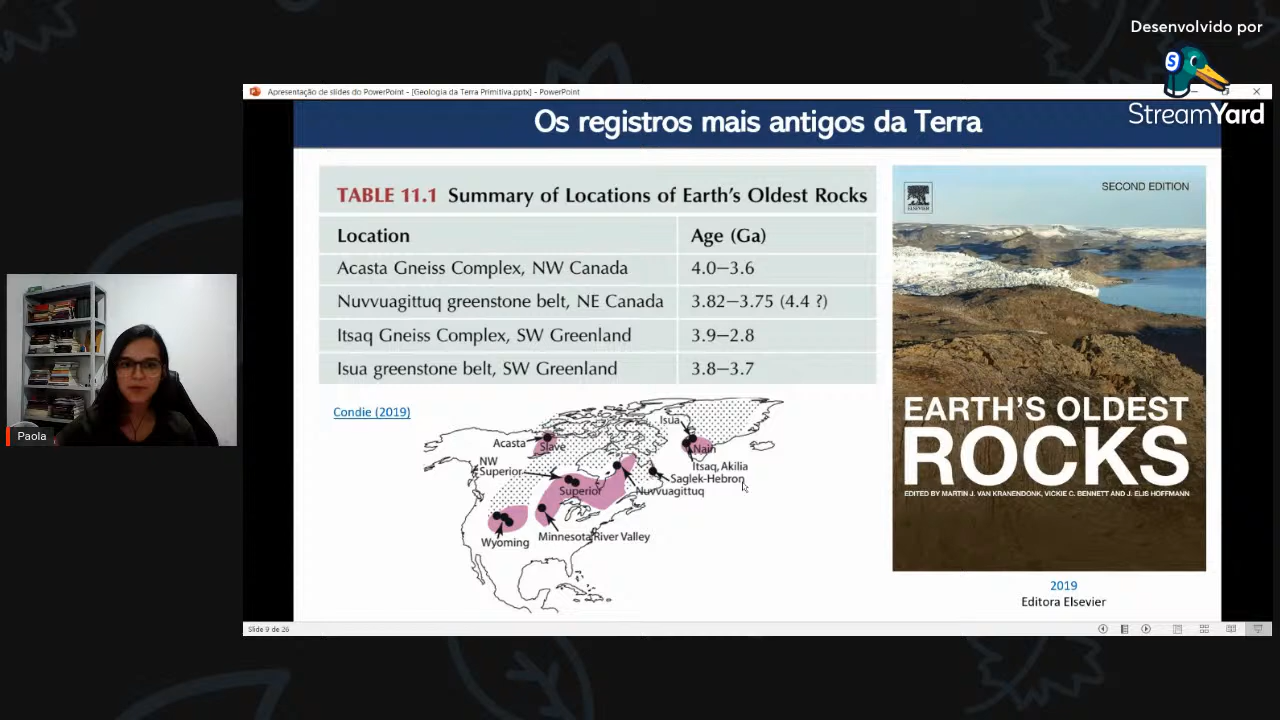 Desenvolvido por
S
StreamYard
Apresentação de slides do PowerPoint - [Geologia da Terra Primitiva.pptx] - PowerPoint
Os registros mais antigos da Terra
TABLE 11.1 Summary of Locations of Earth's Oldest Rocks
Location Age (Ga)
Acasta Gneiss Complex, NW Canada 4.0–3.6
Nuvvuagittuq greenstone belt, NE Canada 3.82–3.75 (4.4 ?)
Itsaq Gneiss Complex, SW Greenland 3.9–2.8
Isua greenstone belt, SW Greenland 3.8–3.7
Condie (2019)
Isua
Acasta
Slave
Nain
NW
Superior
Itsaq, Akilia
Saglek-Hebron
Superior
Nuvvuagittuq
Wyoming
Minnesota River Valley
ELSEVIER
SECOND EDITION
EARTH'S OLDEST
ROCKS
EDITED BY MARTIN J. VAN KRANENDONK, VICKIE C. BENNETT AND J. ELIS HOFFMANN
2019
Editora Elsevier
Paola
Slide 9 de 26